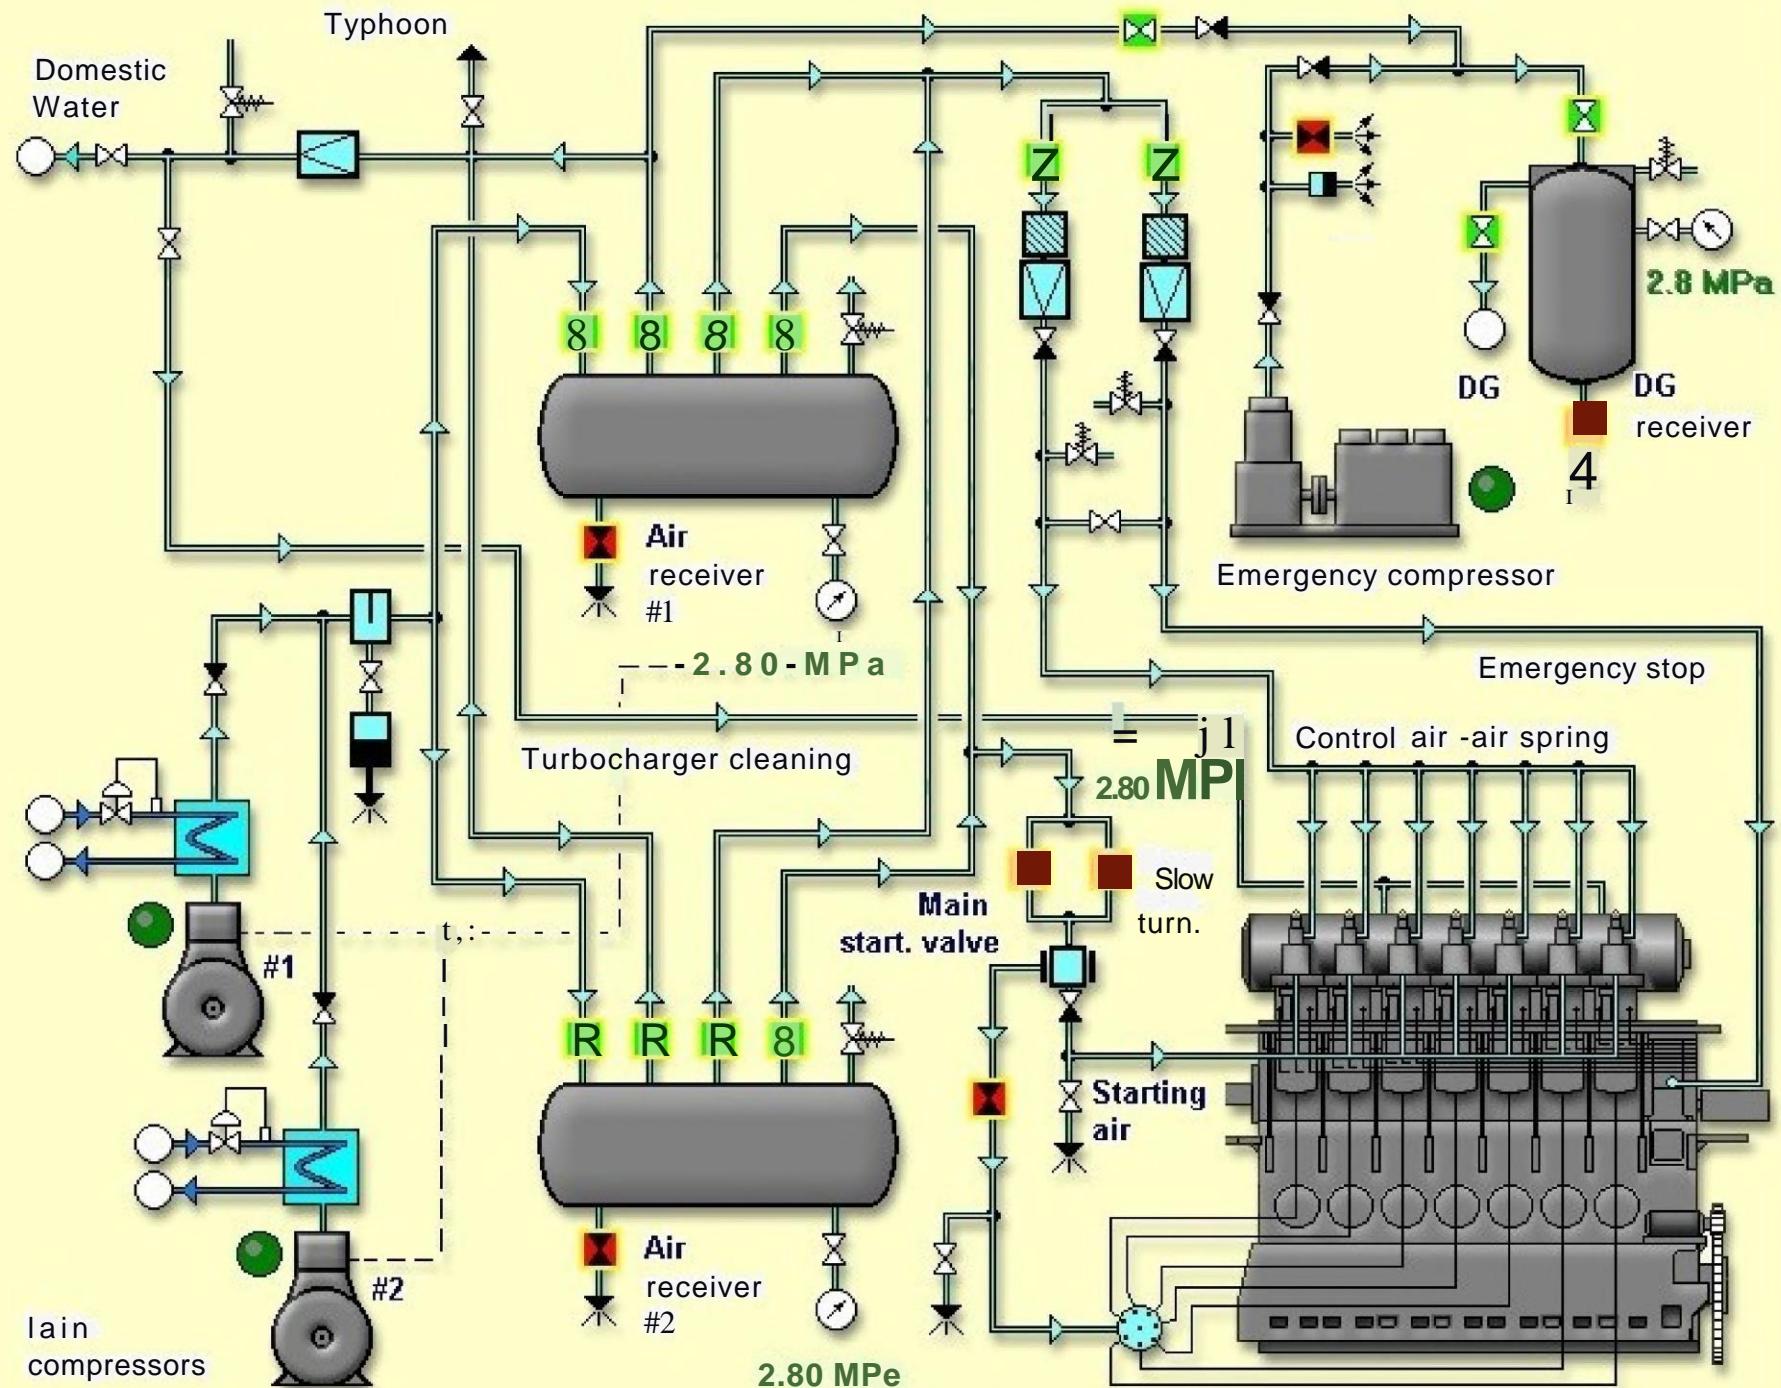 Typhoon
Domestic
Water
Z Z
2.8 MPa
8 8 8 8
DG
DG
receiver
4
I
Air
receiver
#1
I
Emergency compressor
---2.80-MPa
Emergency stop
= j l
2.80 MPl
Control air -air spring
Turbocharger cleaning
Slow
turn.
Main
start. valve
t,:
#1
R R R 8
Starting
air
Air
receiver
#2
#2
lain
compressors
2.80 MPe